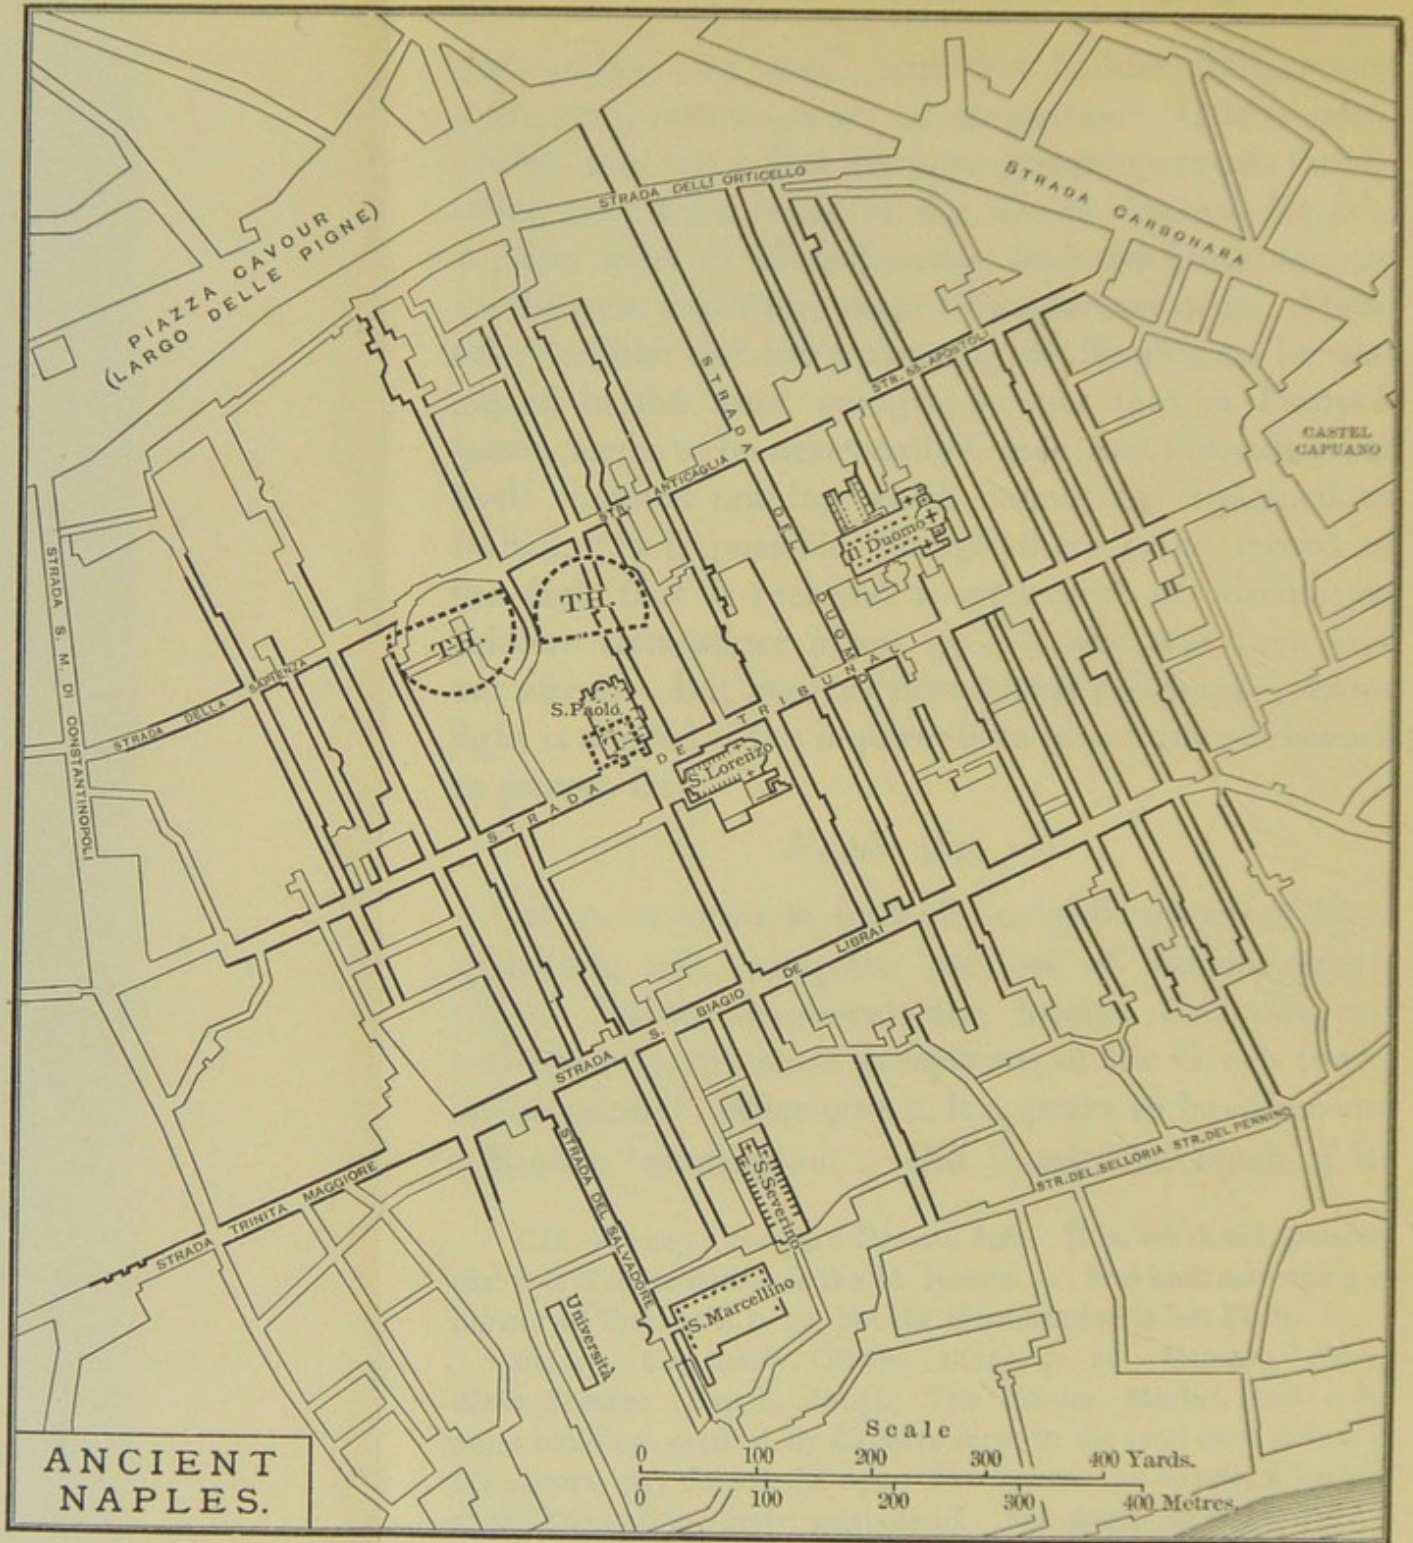 STRADA DELL' ORTICELLO
STRADA CARBONARA
PIAZZA CAVOUR
(LARGO DELLE PIGNE)
STR. SS. APOSTOLI
CASTEL
CAPUANO
STRADA DEL DUOMO
STR. ANTICAGLIA
Il Duomo
TH.
TH.
STRADA S. M. DI CONSTANTINOPOLI
STRADA DELLA SAPIENZA
S. Paolo
T
STRADA DE TRIBUNALI
S. Lorenzo
STRADA S. BIAGIO DE LIBRAI
STRADA TRINITA MAGGIORE
STRADA DEL SALVADORE
S. Severino
STR. DEL. SELLORIA STR. DEL PENNINO
S. Marcellino
Università
ANCIENT
NAPLES.
Scale
0 100 200 300 400 Yards.
0 100 200 300 400 Metres.